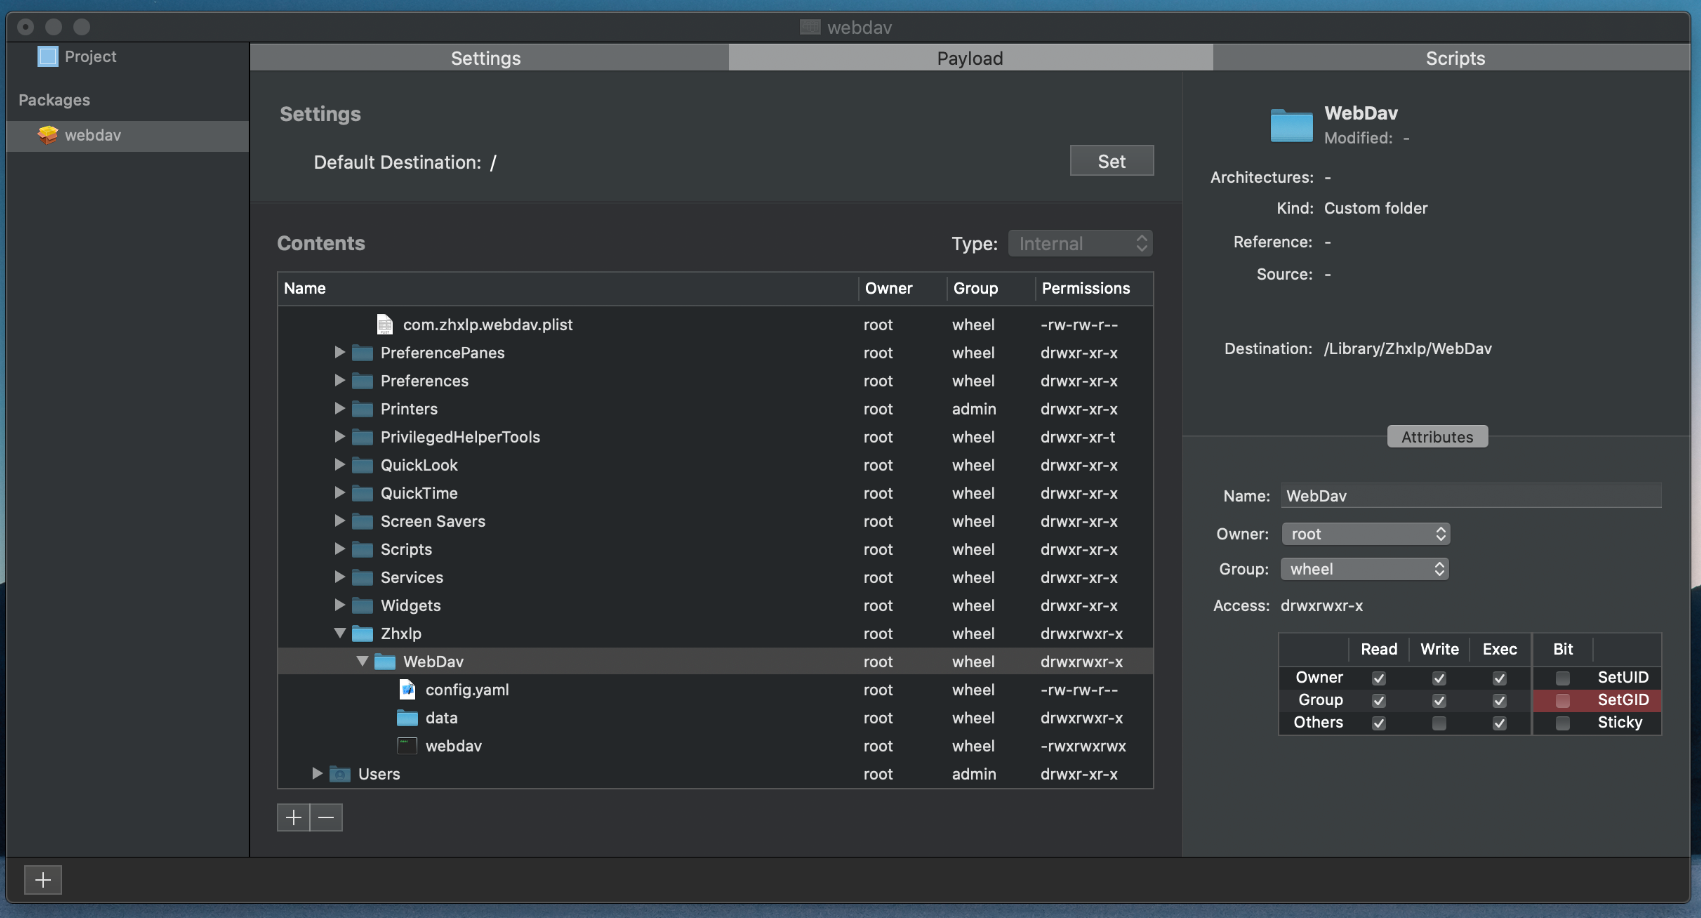 webdav
Project
Packages
webdav
Settings
Payload
Scripts
Settings
Default Destination: /
Set
Contents
Type: Internal
Name Owner Group Permissions
com.zhxlp.webdav.plist root wheel -rw-rw-r--
PreferencePanes root wheel drwxr-xr-x
Preferences root wheel drwxr-xr-x
Printers root admin drwxr-xr-x
PrivilegedHelperTools root wheel drwxr-xr-t
QuickLook root wheel drwxr-xr-x
QuickTime root wheel drwxr-xr-x
Screen Savers root wheel drwxr-xr-x
Scripts root wheel drwxr-xr-x
Services root wheel drwxr-xr-x
Widgets root wheel drwxr-xr-x
Zhxlp root wheel drwxrwxr-x
WebDav root wheel drwxrwxr-x
config.yaml root wheel -rw-rw-r--
data root wheel drwxrwxr-x
webdav root wheel -rwxrwxrwx
Users root admin drwxr-xr-x
WebDav
Modified: -
Architectures: -
Kind: Custom folder
Reference: -
Source: -
Destination: /Library/Zhxlp/WebDav
Attributes
Name: WebDav
Owner: root
Group: wheel
Access: drwxrwxr-x
Read Write Exec Bit
Owner SetUID
Group SetGID
Others Sticky